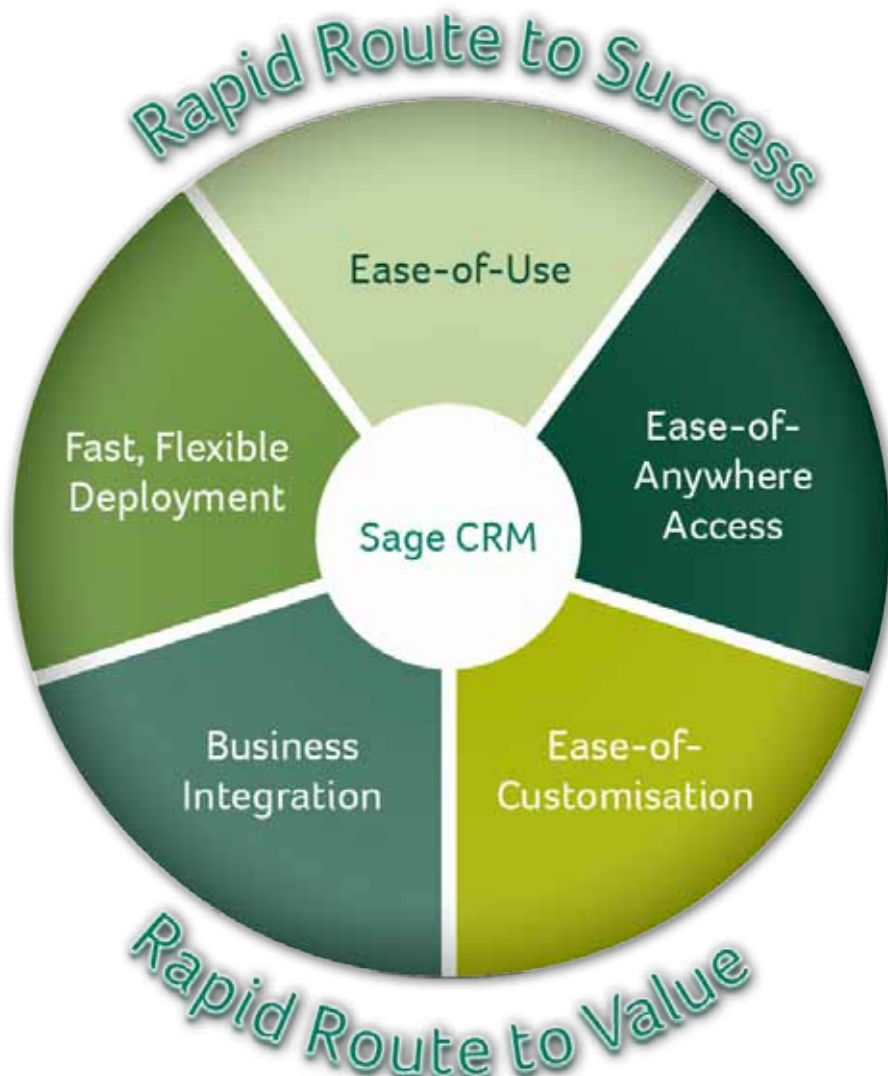 Rapid Route to Success
Ease-of-Use
Fast, Flexible
Deployment
Ease-of-
Anywhere
Access
Sage CRM
Business
Integration
Ease-of-
Customisation
Rapid Route to Value